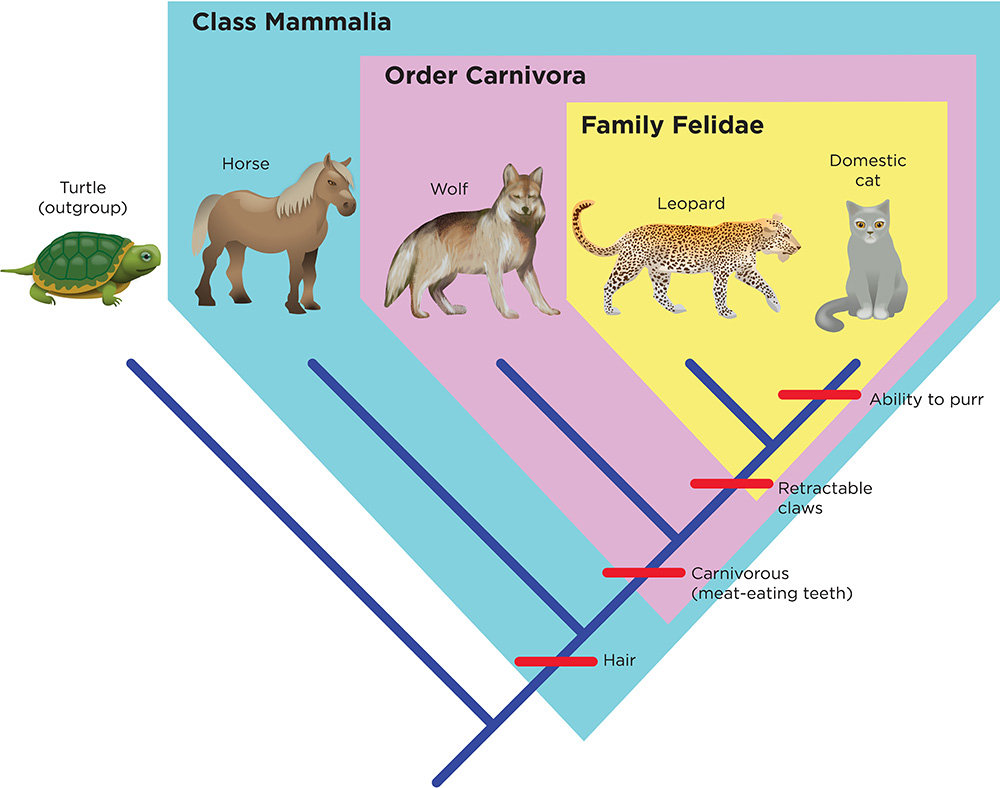 Class Mammalia
Order Carnivora
Family Felidae
Horse
Domestic
cat
Turtle
(outgroup)
Wolf
Leopard
Ability to purr
Retractable
claws
Carnivorous
(meat-eating teeth)
Hair